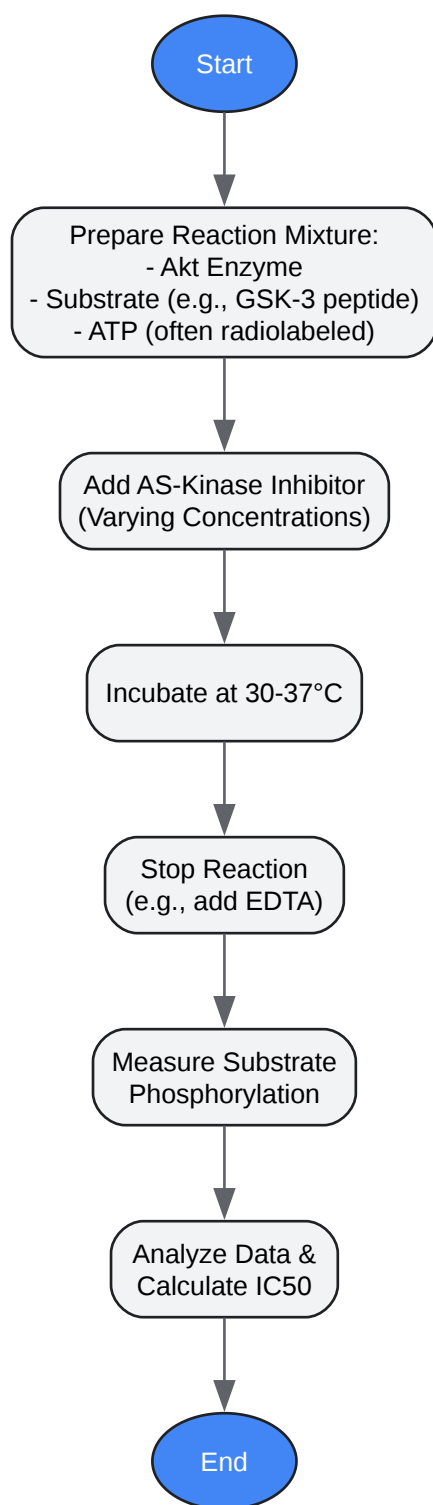 Start
Prepare Reaction Mixture:
- Akt Enzyme
- Substrate (e.g., GSK-3 peptide)
- ATP (often radiolabeled)
Add AS-Kinase Inhibitor
(Varying Concentrations)
Incubate at 30-37°C
Stop Reaction
(e.g., add EDTA)
Measure Substrate
Phosphorylation
Analyze Data &
Calculate IC50
End